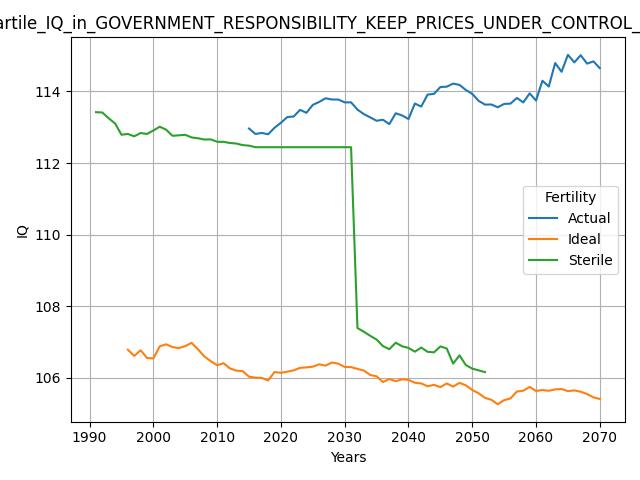 artile_IQ_in_GOVERNMENT_RESPONSIBILITY_KEEP_PRICES_UNDER_CONTROL_
114
112
110
108
106
IQ
Fertility
Actual
Ideal
Sterile
1990 2000 2010 2020 2030 2040 2050 2060 2070
Years